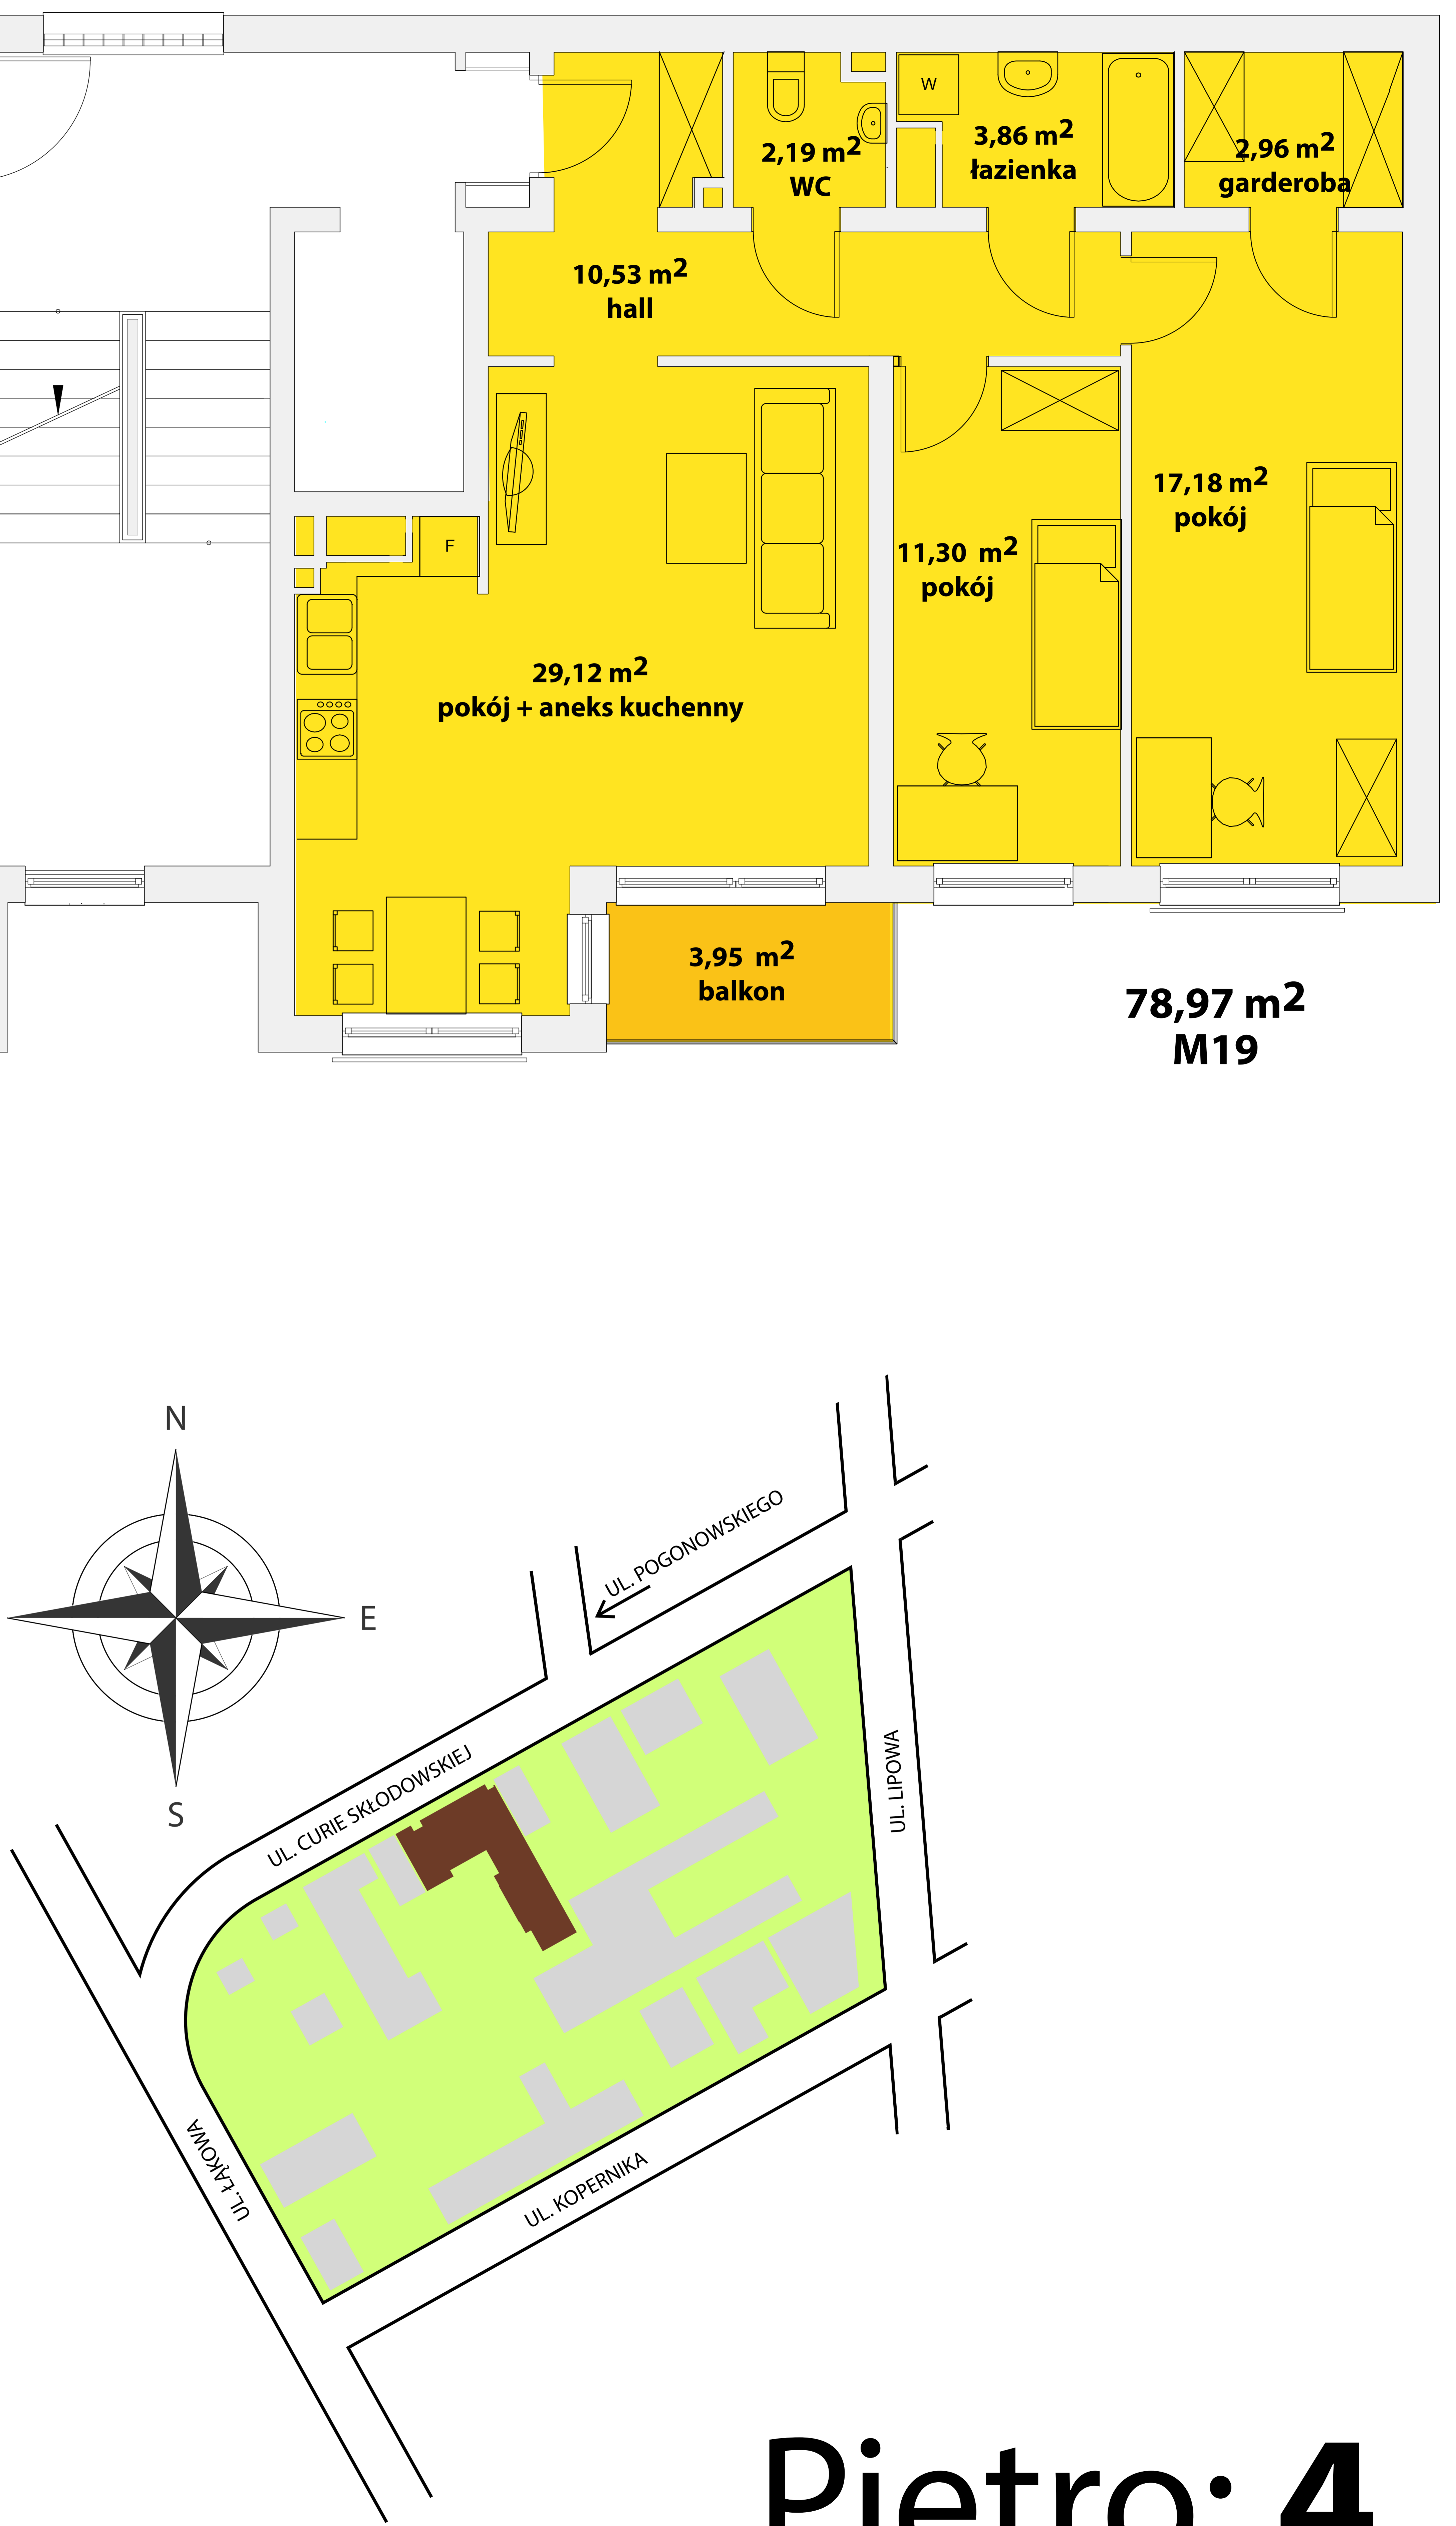 W
2,19 m2
WC
3,86 m2
łazienka
2,96 m2
garderoba
10,53 m2
hall
F
17,18 m2
pokój
11,30 m2
pokój
29,12 m2
pokój + aneks kuchenny
3,95 m2
balkon
78,97 m2
M19
N
E
S
UL. POGONOWSKIEGO
UL. CURIE SKŁODOWSKIEJ
UL. LIPOWA
UL. ŁĄKOWA
UL. KOPERNIKA
Piętro: 4